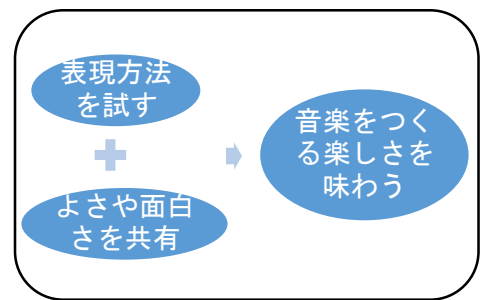 表現方法
を試す
よさや面白
さを共有
音楽をつく
る楽しさを
味わう